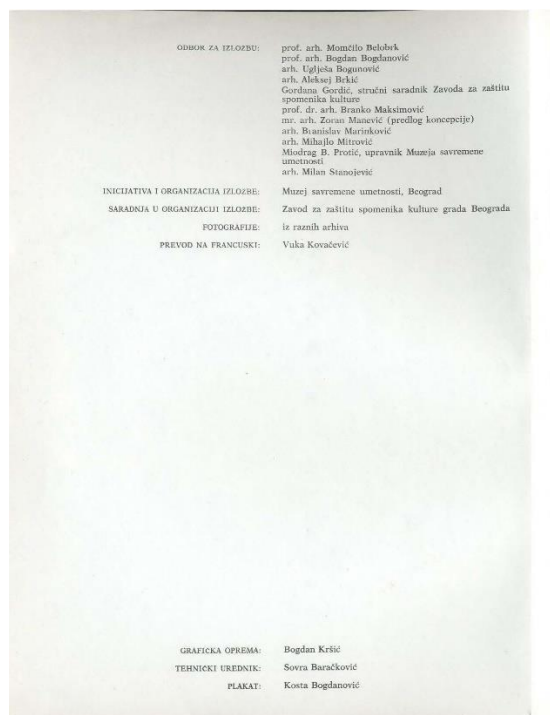 ODBOR ZA IZLOŽBU: prof. arh. Momčilo Belobrk
prof. arh. Bogdan Bogdanović
arh. Uglješa Bogunović
arh. Aleksej Brkić
Gordana Gordić, stručni saradnik Zavoda za zaštitu
spomenika kulture
prof. dr. arh. Branko Maksimović
mr. arh. Zoran Manević (predlog koncepcije)
arh. Branislav Marinković
arh. Mihajlo Mitrović
Miodrag B. Protić, upravnik Muzeja savremene
umetnosti
arh. Milan Stanojević
INICIJATIVA I ORGANIZACIJA IZLOŽBE: Muzej savremene umetnosti, Beograd
SARADNJA U ORGANIZACIJI IZLOŽBE: Zavod za zaštitu spomenika kulture grada Beograda
FOTOGRAFIJE: iz raznih arhiva
PREVOD NA FRANCUSKI: Vuka Kovačević
GRAFIČKA OPREMA: Bogdan Kršić
TEHNIČKI UREDNIK: Sovra Baračković
PLAKAT: Kosta Bogdanović